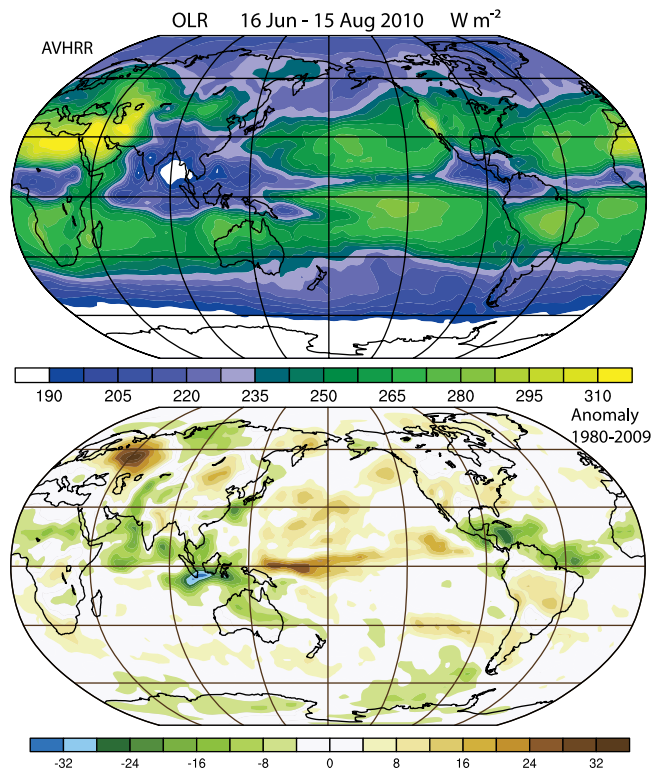 OLR 16 Jun - 15 Aug 2010 W m-2
AVHRR
190 205 220 235 250 265 280 295 310
Anomaly
1980-2009
-32 -24 -16 -8 0 8 16 24 32